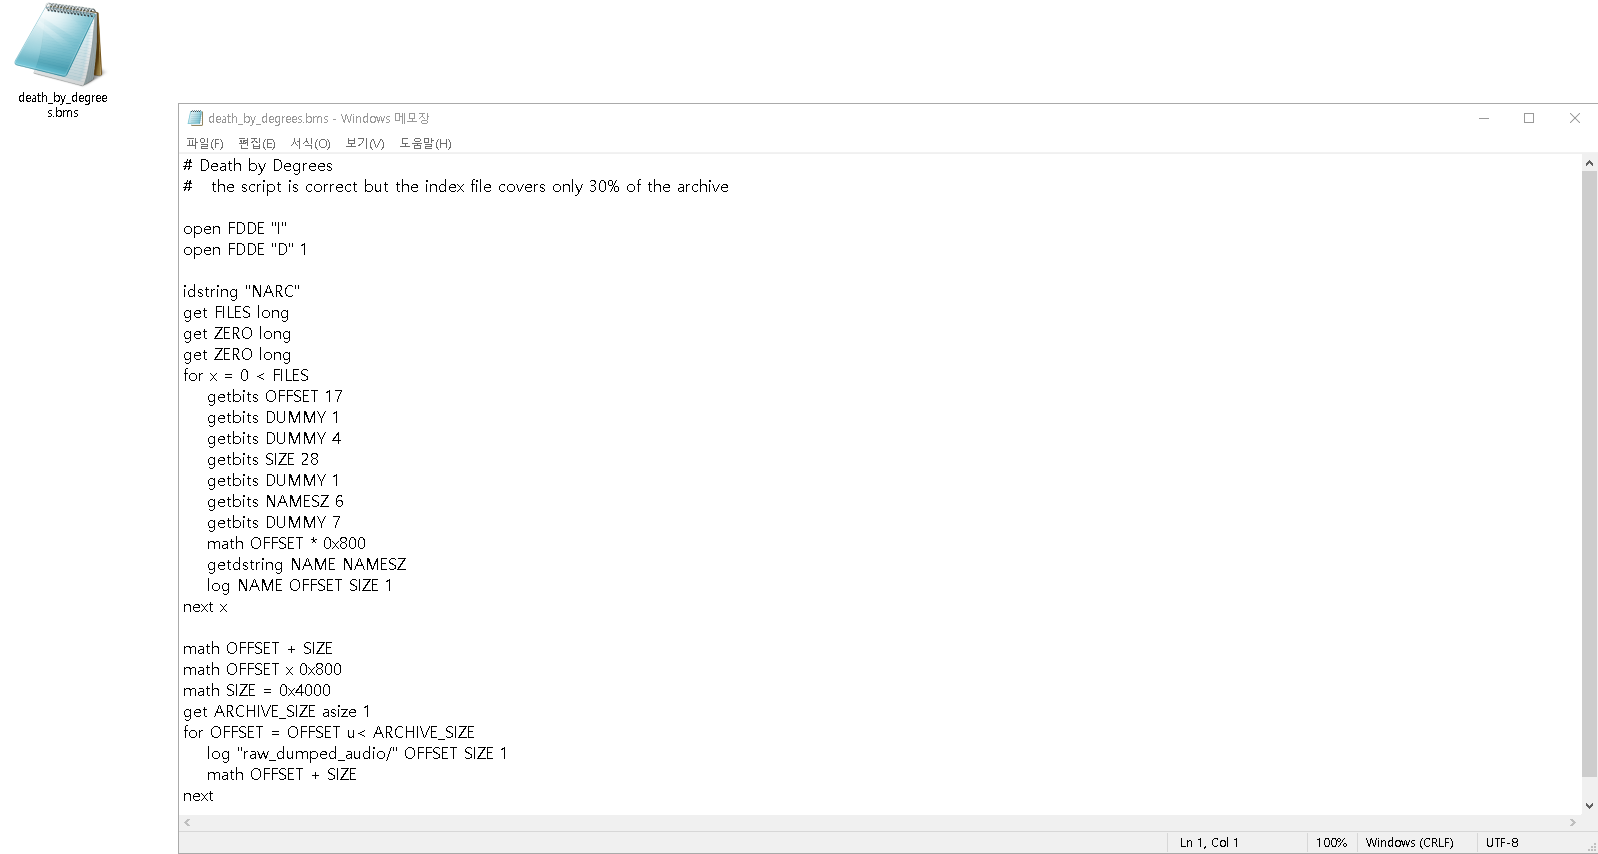 death_by_degree
s.bms
death_by_degrees.bms - Windows 메모장
파일(F) 편집(E) 서식(O) 보기(V) 도움말(H)
# Death by Degrees
#   the script is correct but the index file covers only 30% of the archive
open FDDE "I"
open FDDE "D" 1
idstring "NARC"
get FILES long
get ZERO long
get ZERO long
for x = 0 < FILES
    getbits OFFSET 17
    getbits DUMMY 1
    getbits DUMMY 4
    getbits SIZE 28
    getbits DUMMY 1
    getbits NAMESZ 6
    getbits DUMMY 7
    math OFFSET * 0x800
    getdstring NAME NAMESZ
    log NAME OFFSET SIZE 1
next x
math OFFSET + SIZE
math OFFSET x 0x800
math SIZE = 0x4000
get ARCHIVE_SIZE asize 1
for OFFSET = OFFSET u< ARCHIVE_SIZE
    log "raw_dumped_audio/" OFFSET SIZE 1
    math OFFSET + SIZE
next
Ln 1, Col 1 100% Windows (CRLF) UTF-8